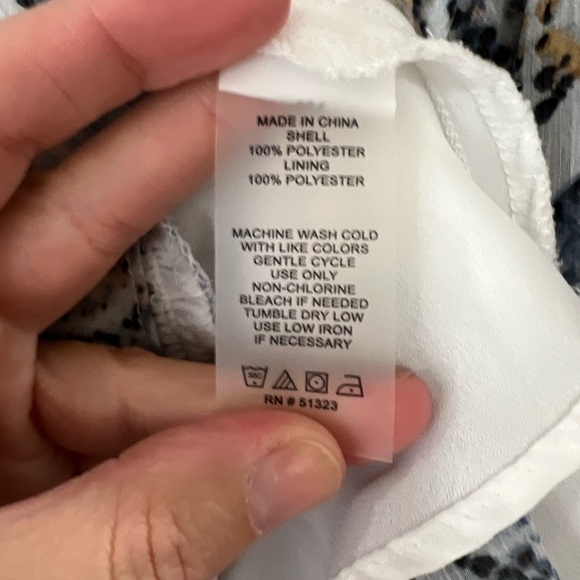 MADE IN CHINA
SHELL
100% POLYESTER
LINING
100% POLYESTER
MACHINE WASH COLD
WITH LIKE COLORS
GENTLE CYCLE
USE ONLY
NON-CHLORINE
BLEACH IF NEEDED
TUMBLE DRY LOW
USE LOW IRON
IF NECESSARY
30C
RN # 51323